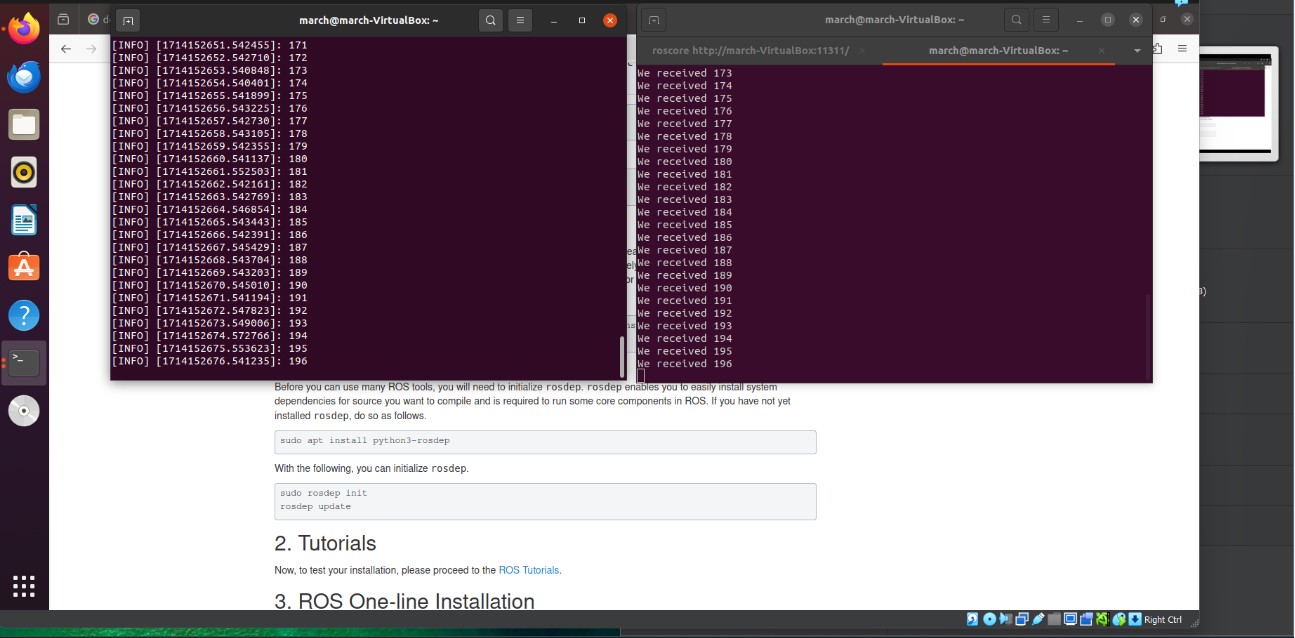 march@march-VirtualBox: ~
[INFO] [1714152651.542455]: 171
[INFO] [1714152652.542710]: 172
[INFO] [1714152653.540848]: 173
[INFO] [1714152654.540401]: 174
[INFO] [1714152655.541899]: 175
[INFO] [1714152656.543225]: 176
[INFO] [1714152657.542730]: 177
[INFO] [1714152658.543105]: 178
[INFO] [1714152659.542355]: 179
[INFO] [1714152660.541137]: 180
[INFO] [1714152661.552503]: 181
[INFO] [1714152662.542161]: 182
[INFO] [1714152663.542769]: 183
[INFO] [1714152664.546854]: 184
[INFO] [1714152665.543443]: 185
[INFO] [1714152666.542391]: 186
[INFO] [1714152667.545429]: 187
[INFO] [1714152668.543704]: 188
[INFO] [1714152669.543203]: 189
[INFO] [1714152670.545010]: 190
[INFO] [1714152671.541194]: 191
[INFO] [1714152672.547823]: 192
[INFO] [1714152673.549006]: 193
[INFO] [1714152674.572766]: 194
[INFO] [1714152675.553623]: 195
[INFO] [1714152676.541235]: 196
march@march-VirtualBox: ~
roscore http://march-VirtualBox:11311/
march@march-VirtualBox: ~
We received 173
We received 174
We received 175
We received 176
We received 177
We received 178
We received 179
We received 180
We received 181
We received 182
We received 183
We received 184
We received 185
We received 186
We received 187
We received 188
We received 189
We received 190
We received 191
We received 192
We received 193
We received 194
We received 195
We received 196
Before you can use many ROS tools, you will need to initialize rosdep. rosdep enables you to easily install system
dependencies for source you want to compile and is required to run some core components in ROS. If you have not yet
installed rosdep, do so as follows.
sudo apt install python3-rosdep
With the following, you can initialize rosdep.
sudo rosdep init
rosdep update
2. Tutorials
Now, to test your installation, please proceed to the ROS Tutorials.
3. ROS One-line Installation
Right Ctrl